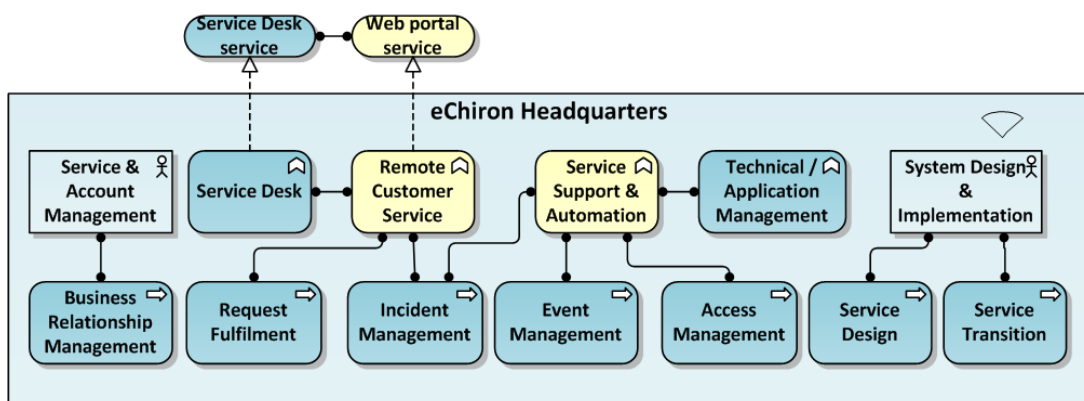 Service Desk
service
Web portal
service
eChiron Headquarters
Service &
Account
Management
Service Desk
Remote
Customer
Service
Service
Support &
Automation
Technical /
Application
Management
System Design
&
Implementation
Business
Relationship
Management
Request
Fulfilment
Incident
Management
Event
Management
Access
Management
Service
Design
Service
Transition